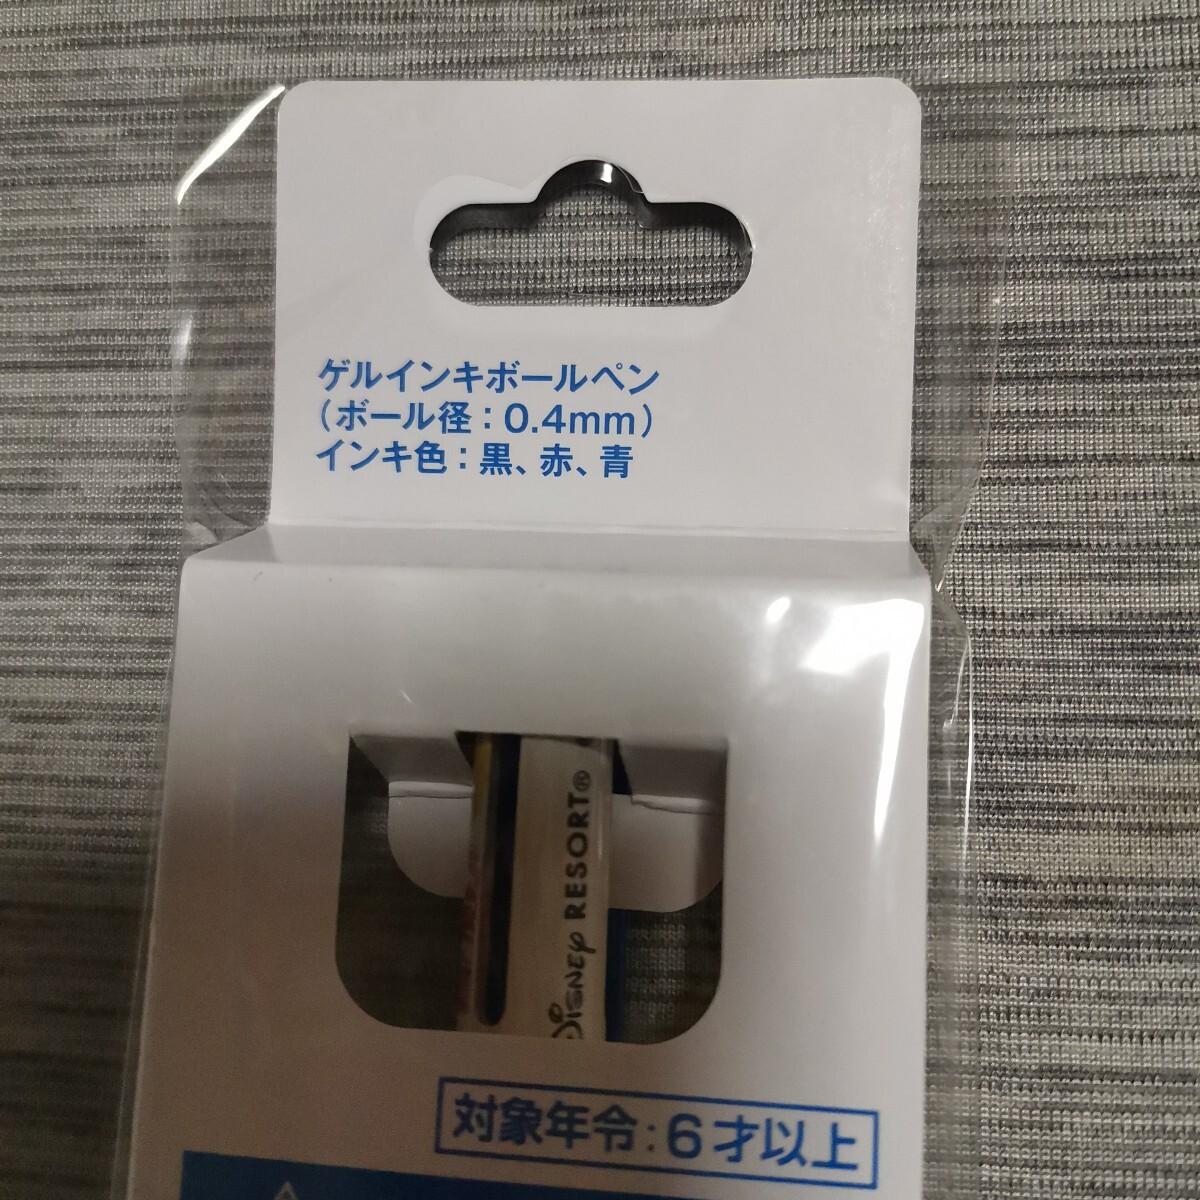 ゲルインキボールペン
(ボール径：0.4mm)
インキ色：黒、赤、青
DISNEY RESORT®
対象年令：6才以上